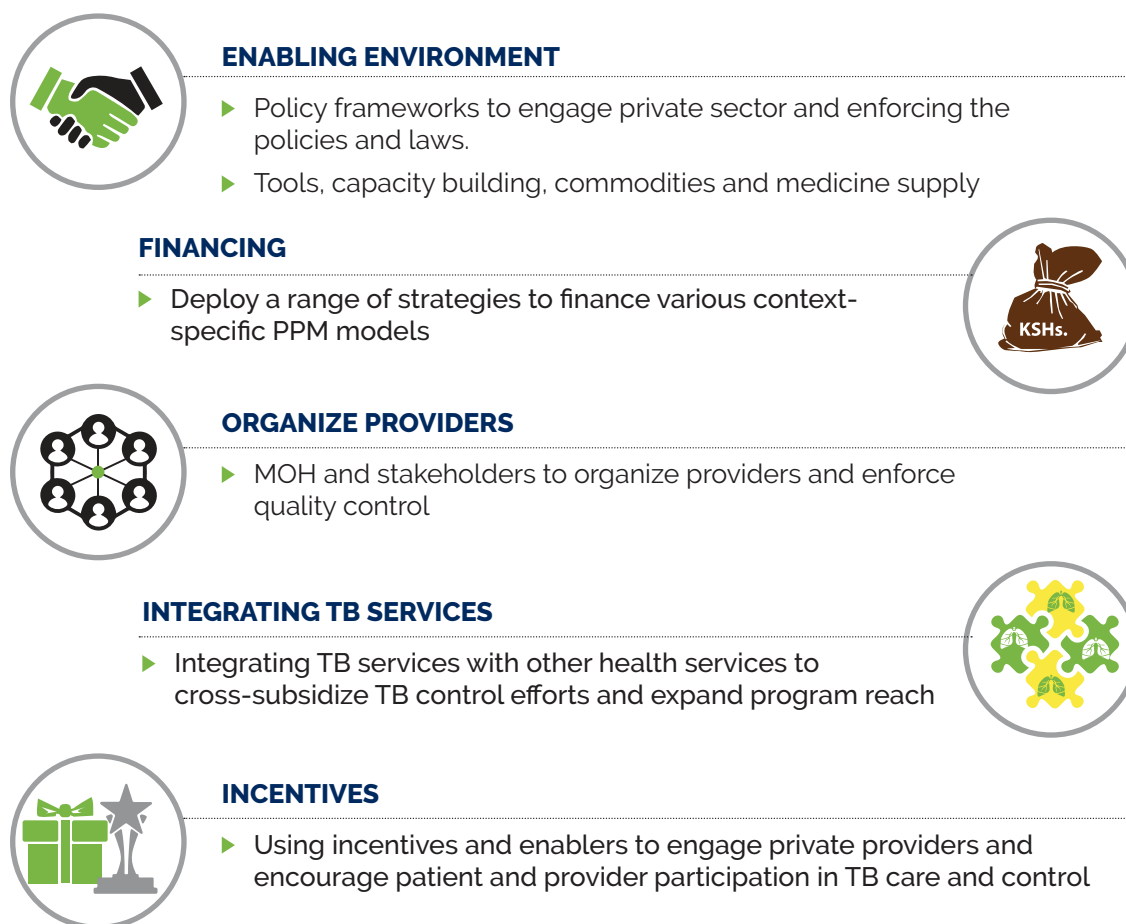 ENABLING ENVIRONMENT
Policy frameworks to engage private sector and enforcing the
policies and laws.
Tools, capacity building, commodities and medicine supply
FINANCING
Deploy a range of strategies to finance various context-
specific PPM models
KSHs.
ORGANIZE PROVIDERS
MOH and stakeholders to organize providers and enforce
quality control
INTEGRATING TB SERVICES
Integrating TB services with other health services to
cross-subsidize TB control efforts and expand program reach
INCENTIVES
Using incentives and enablers to engage private providers and
encourage patient and provider participation in TB care and control